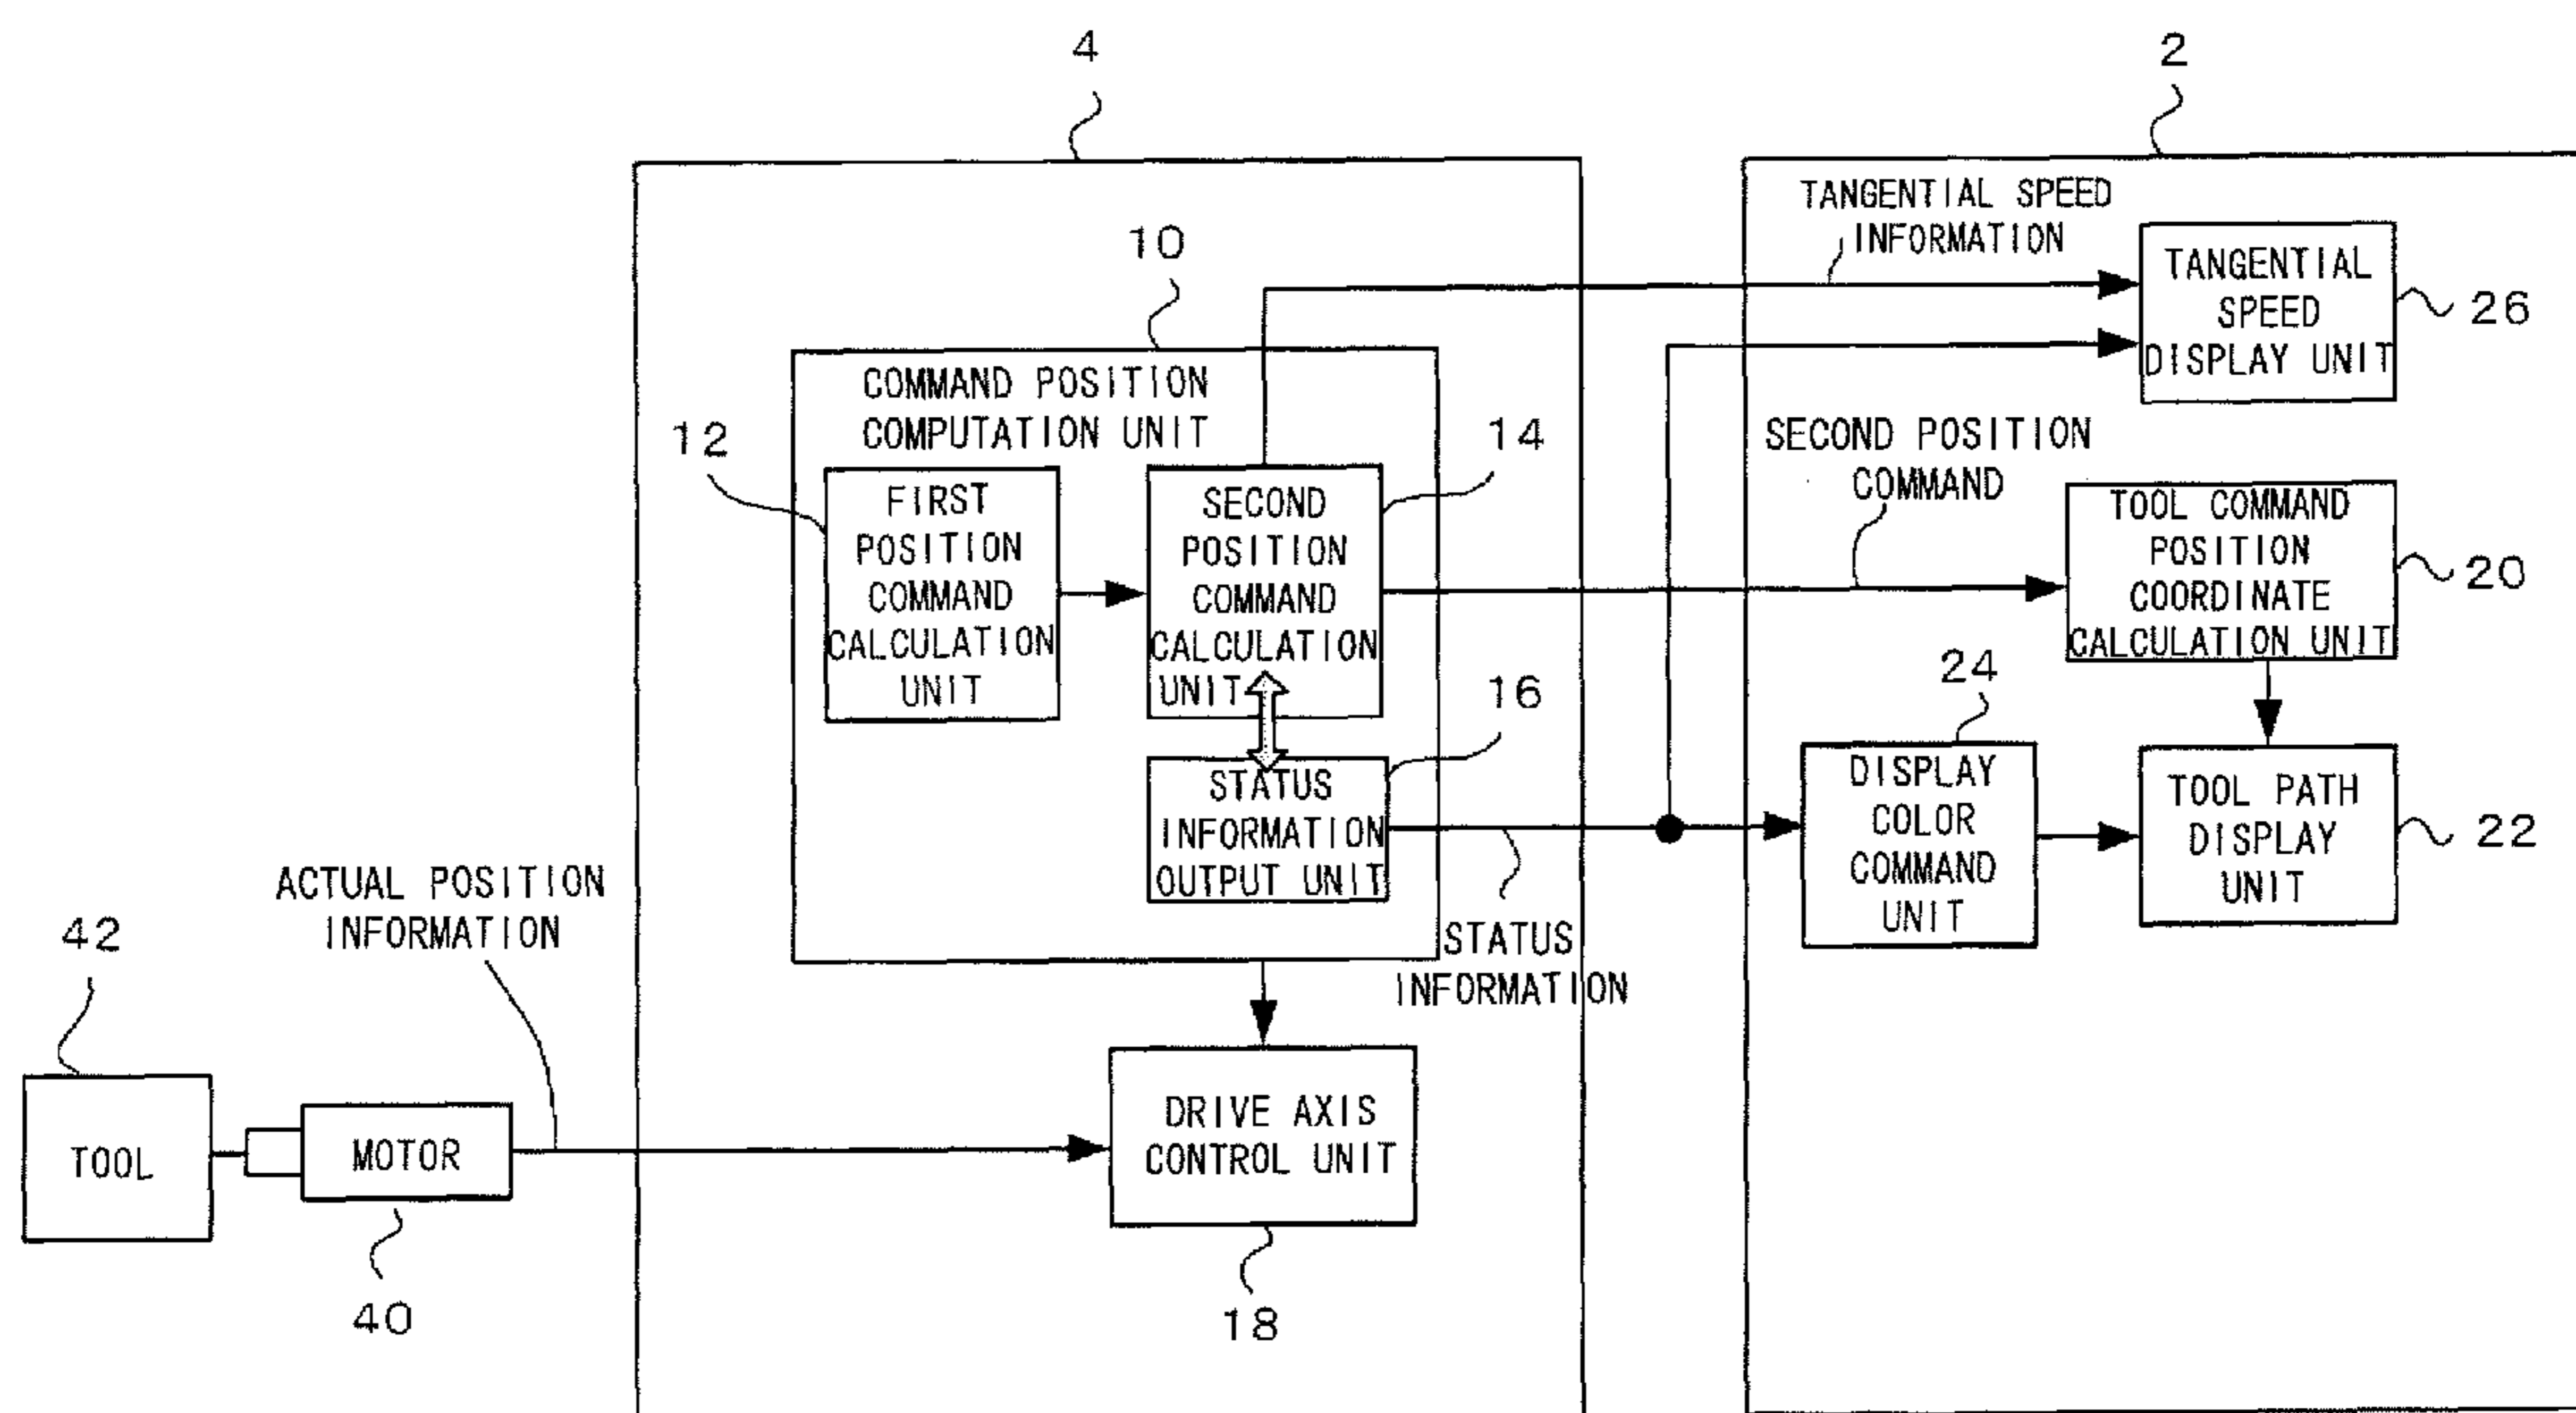 4
2
TANGENTIAL SPEED
INFORMATION
10
TANGENTIAL
SPEED
DISPLAY UNIT
26
COMMAND POSITION
COMPUTATION UNIT
12
14
SECOND POSITION
COMMAND
FIRST
POSITION
COMMAND
CALCULATION
UNIT
SECOND
POSITION
COMMAND
CALCULATION
UNIT
TOOL COMMAND
POSITION
COORDINATE
CALCULATION UNIT
20
24
16
STATUS
INFORMATION
OUTPUT UNIT
DISPLAY
COLOR
COMMAND
UNIT
TOOL PATH
DISPLAY
UNIT
22
ACTUAL POSITION
INFORMATION
STATUS
INFORMATION
42
TOOL
MOTOR
DRIVE AXIS
CONTROL UNIT
40
18